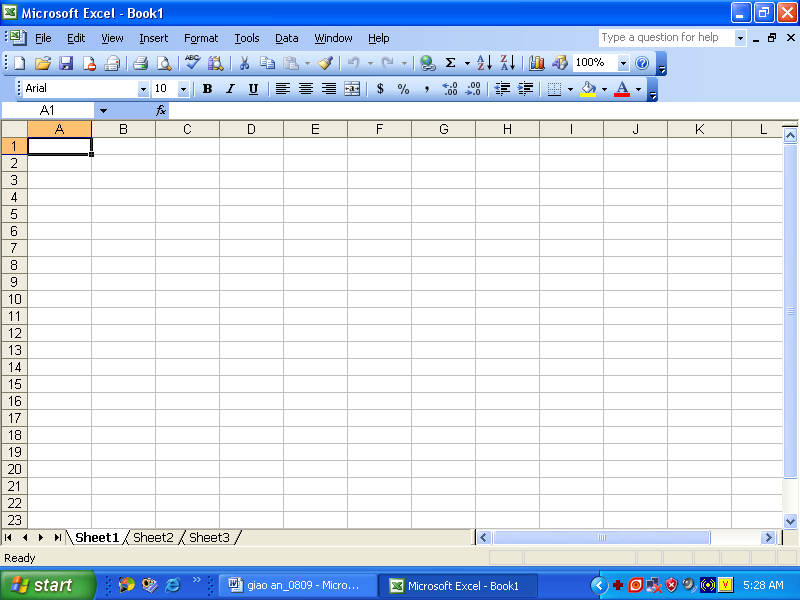 Microsoft Excel - Book1
File Edit View Insert Format Tools Data Window Help Type a question for help
ABC Σ A Z Z A 100% ?
Arial 10 B I U a $ % , .00 .00 A
A1 fx
A B C D E F G H I J K L
1
2
3
4
5
6
7
8
9
10
11
12
13
14
15
16
17
18
19
20
21
22
23
Sheet1 Sheet2 Sheet3
Ready
start giao an_0809 - Micro... Microsoft Excel - Book1 V 5:28 AM